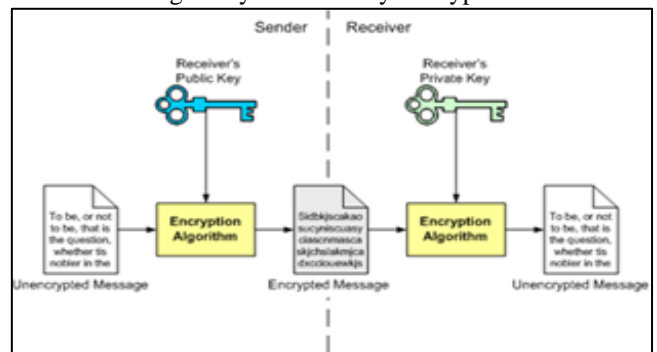 Sender
Receiver
Receiver's
Public Key
Receiver's
Private Key
To be, or not
to be, that is
the question,
whether tis
nobler in the
Encryption
Algorithm
Sidbkjscakao
sucyniscuasy
ciascnmasca
skjchslakmjca
dxcciouewkjs
Encryption
Algorithm
To be, or not
to be, that is
the question,
whether tis
nobler in the
Unencrypted Message
Encrypted Message
Unencrypted Message